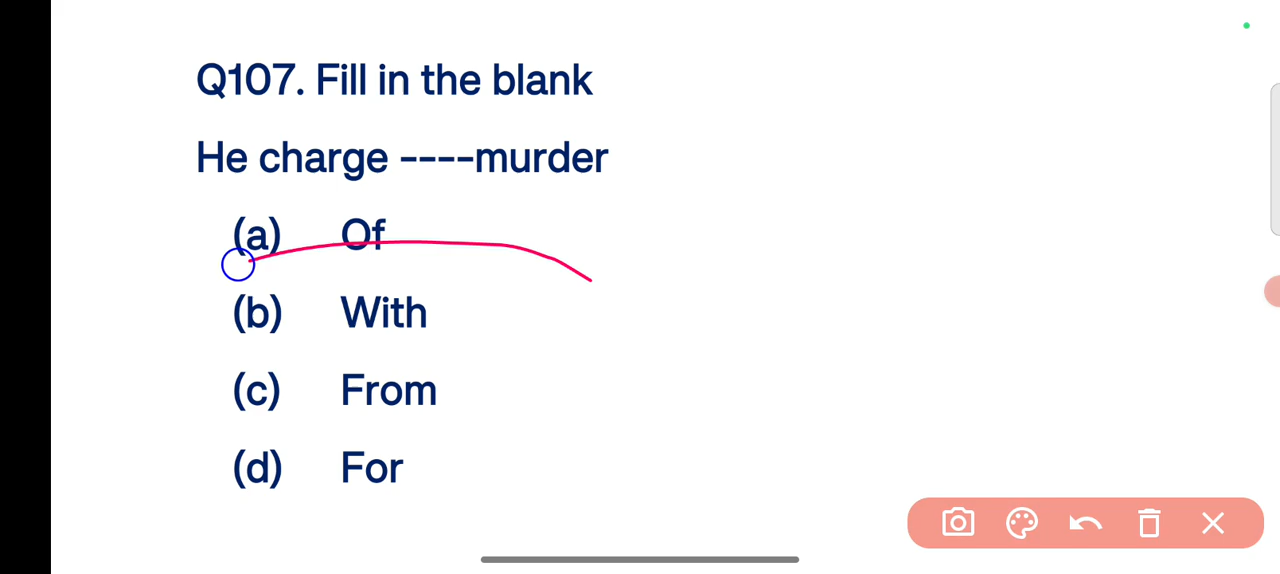 Q107. Fill in the blank
He charge ----murder
(a) Of
(b) With
(c) From
(d) For